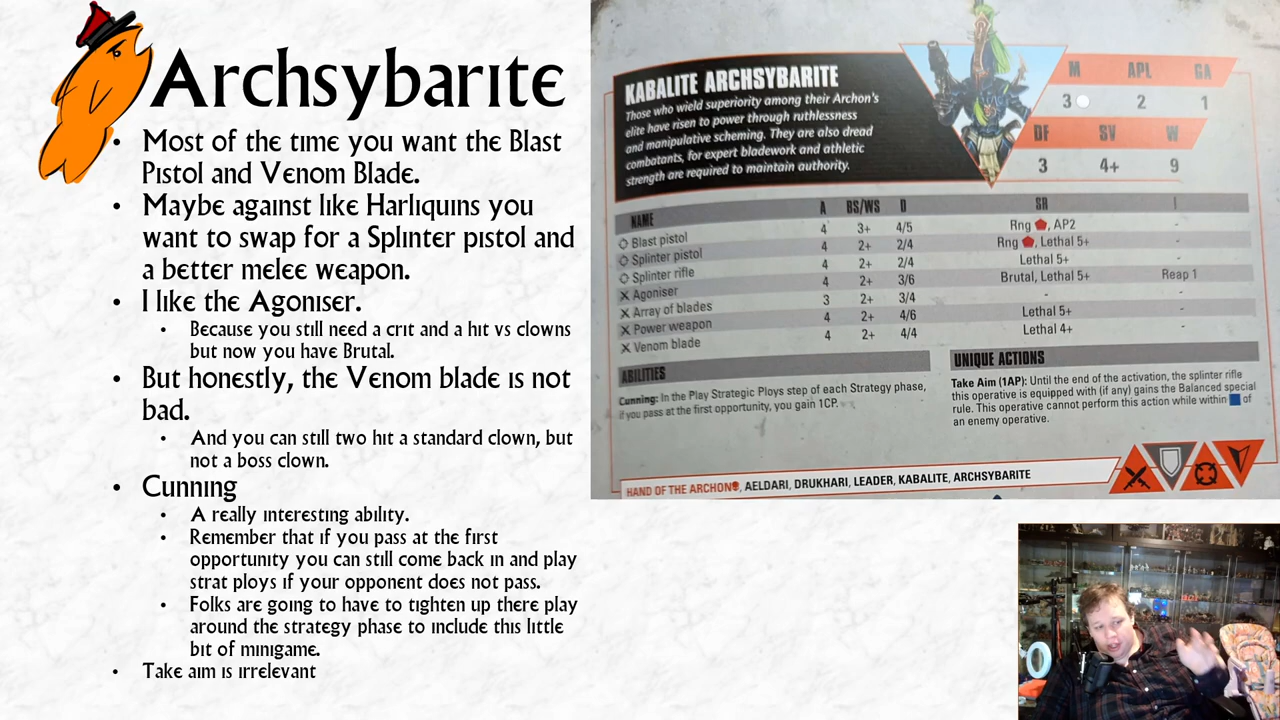 Archsybarite
• Most of the time you want the Blast
Pistol and Venom Blade.
• Maybe against like Harliquins you
want to swap for a Splinter pistol and
a better melee weapon.
• I like the Agoniser.
• Because you still need a crit and a hit vs clowns
but now you have Brutal.
• But honestly, the Venom blade is not
bad.
• And you can still two hit a standard clown, but
not a boss clown.
• Cunning
• A really interesting ability.
• Remember that if you pass at the first
opportunity you can still come back in and play
strat ploys if your opponent does not pass.
• Folks are going to have to tighten up there play
around the strategy phase to include this little
bit of minigame.
• Take aim is irrelevant
KABALITE ARCHSYBARITE
Those who wield superiority among their Archon's
elite have risen to power through ruthlessness
and manipulative scheming. They are also dread
combatants, for expert bladework and athletic
strength are required to maintain authority.
M APL GA
3 2 1
DF SV W
3 4+ 9
NAME A BS/WS D SR I
Blast pistol 4 3+ 4/5 Rng , AP2 -
Splinter pistol 4 2+ 2/4 Rng , Lethal 5+ -
Splinter rifle 4 2+ 2/4 Lethal 5+ -
Agoniser 4 2+ 3/6 Brutal, Lethal 5+ Reap 1
Array of blades 3 2+ 3/4 - -
Power weapon 4 2+ 4/6 Lethal 5+ -
Venom blade 4 2+ 4/4 Lethal 4+ -
ABILITIES
Cunning: In the Play Strategic Ploys step of each Strategy phase,
if you pass at the first opportunity, you gain 1CP.
UNIQUE ACTIONS
Take Aim (1AP): Until the end of the activation, the splinter rifle
this operative is equipped with (if any) gains the Balanced special
rule. This operative cannot perform this action while within of
an enemy operative.
HAND OF THE ARCHON, AELDARI, DRUKHARI, LEADER, KABALITE, ARCHSYBARITE